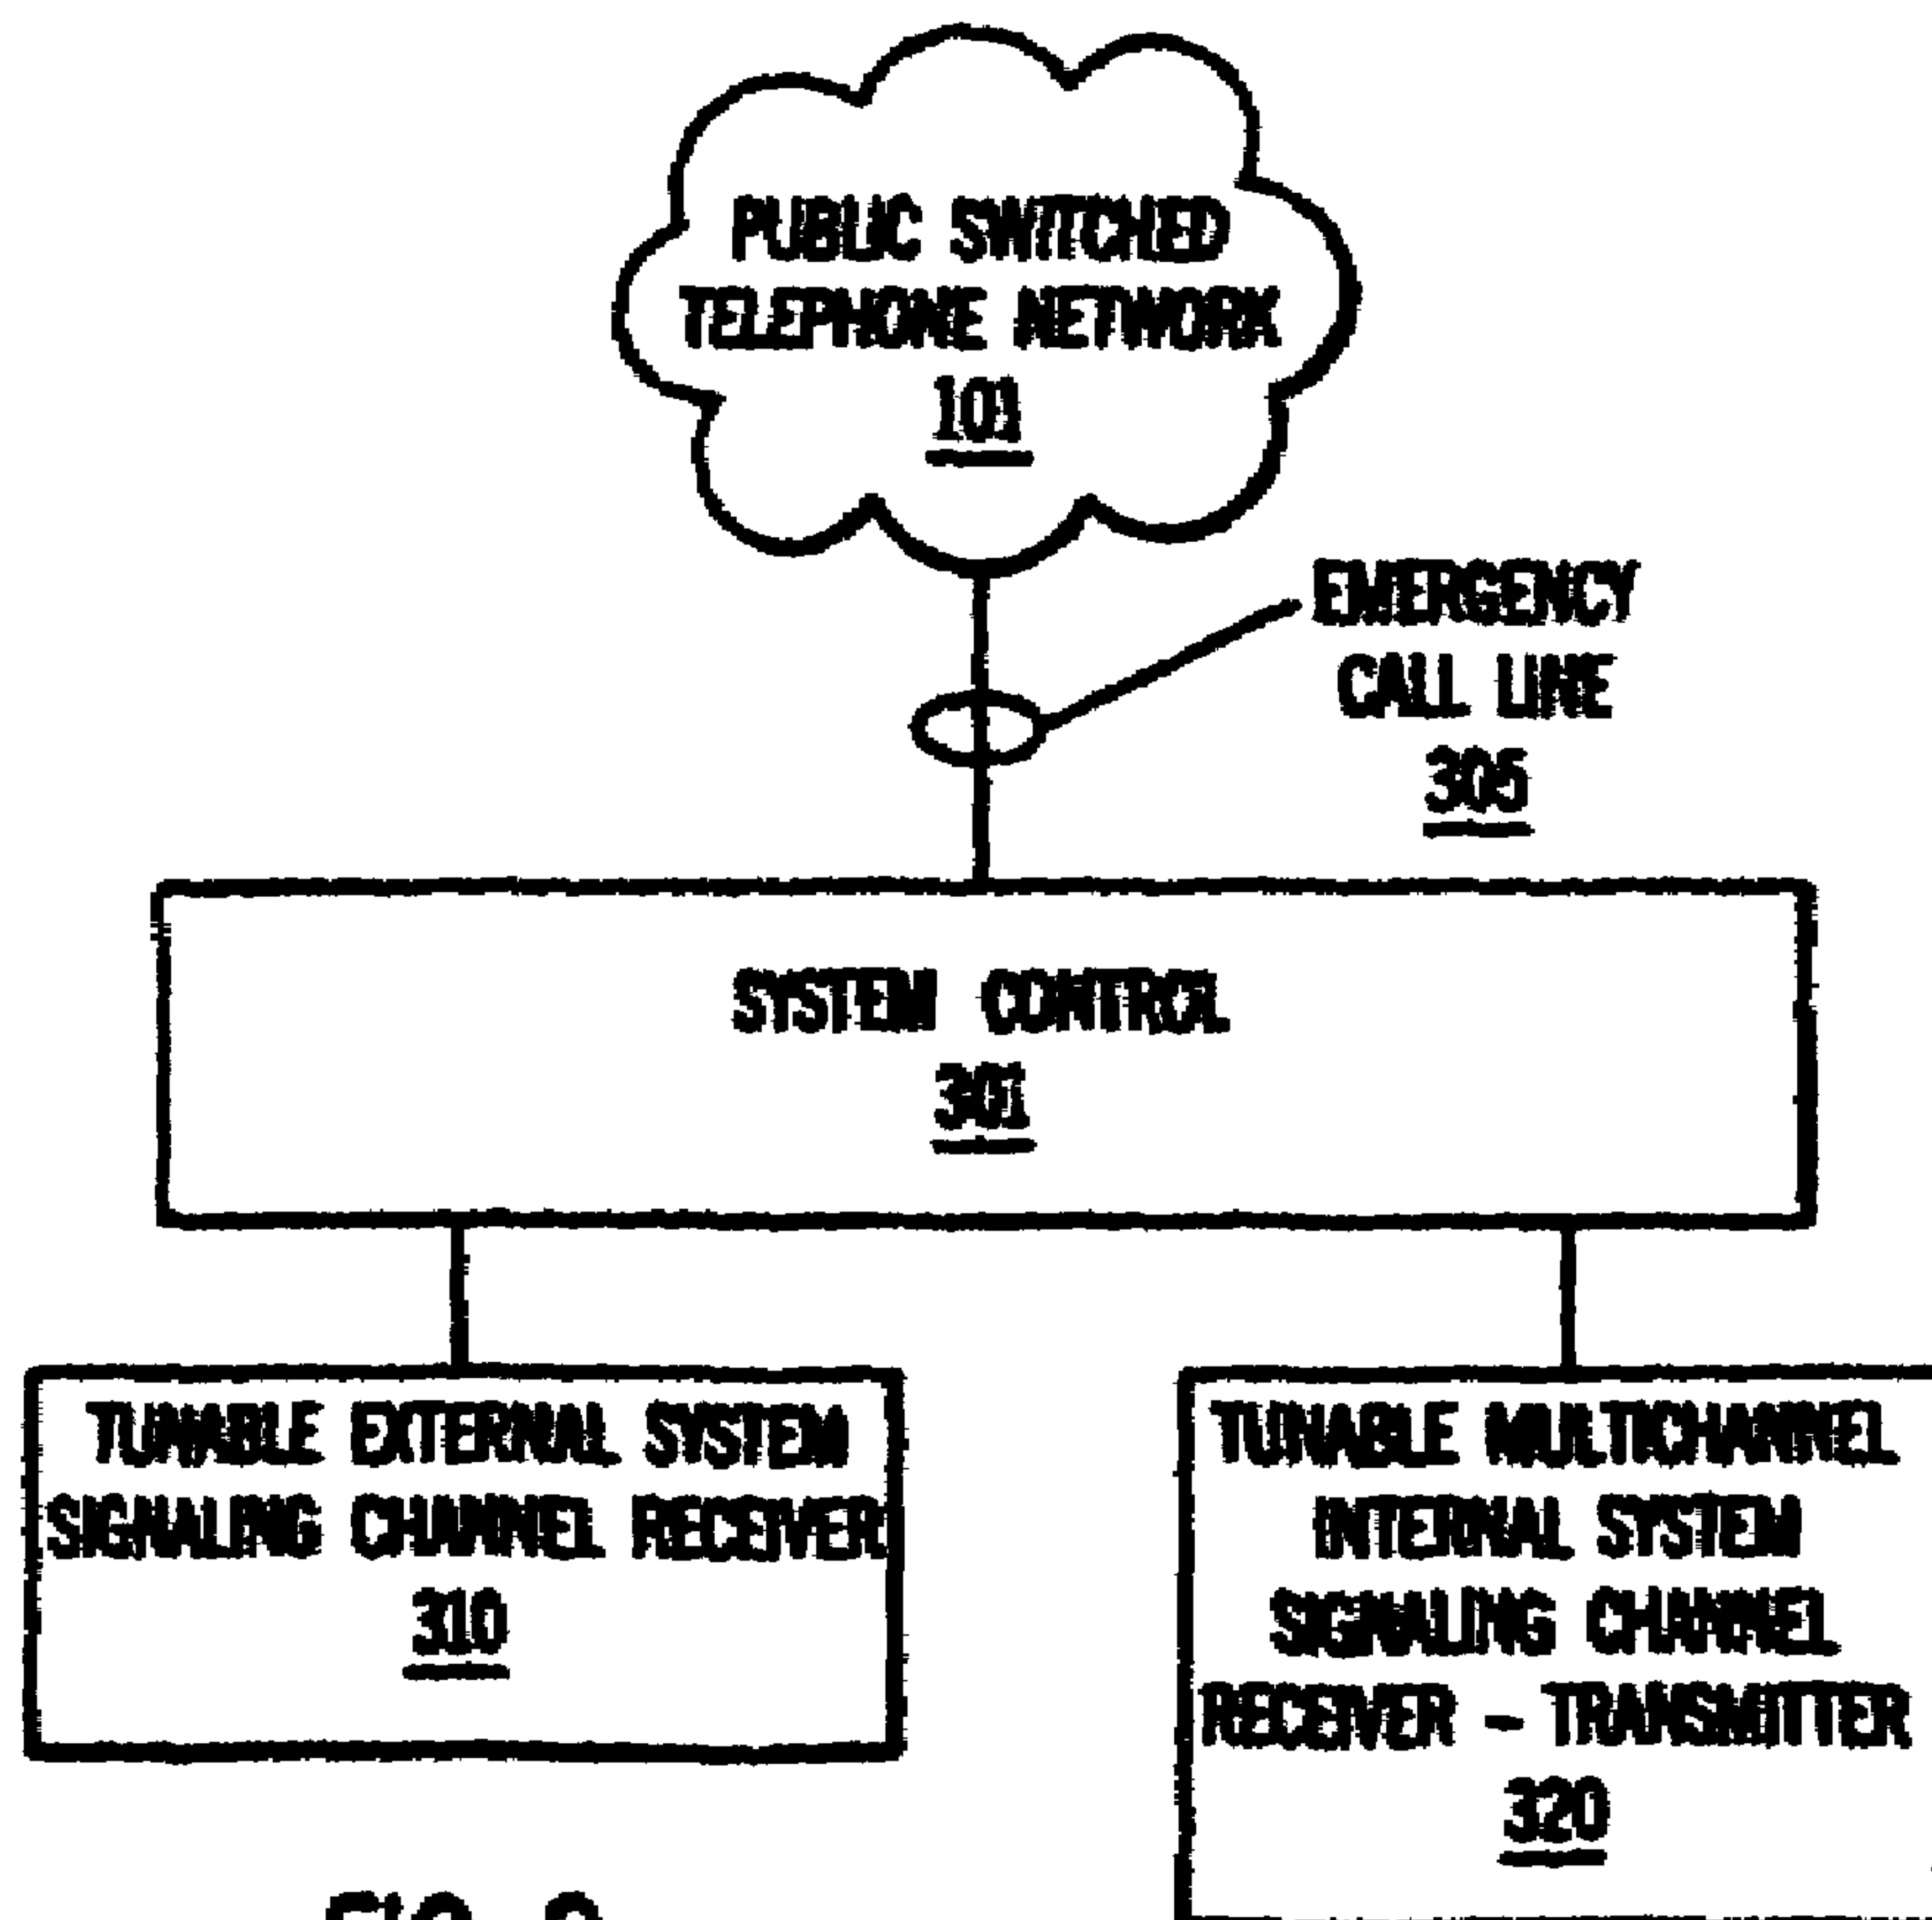 PUBLIC SWITCHED
TELEPHONE NETWORK
101
EMERGENCY
CALL LINE
305
SYSTEM CONTROL
301
TUNABLE EXTERNAL SYSTEM
SIGNALING CHANNEL RECEIVER
310
TUNABLE MULTICHANNEL
INTERNAL SYSTEM
SIGNALING CHANNEL
RECEIVER - TRANSMITTER
320